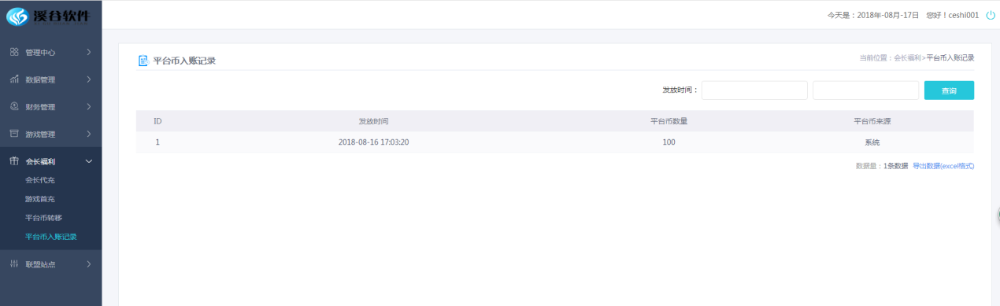 溪谷软件
今天是：2018年-08月-17日 您好！ceshi001
管理中心
数据管理
财务管理
游戏管理
会长福利
会长代充
游戏首充
平台币转移
平台币入账记录
联盟站点
平台币入账记录
当前位置：会长福利>平台币入账记录
发放时间：
查询
ID 发放时间 平台币数量 平台币来源
1 2018-08-16 17:03:20 100 系统
数据量：1条数据 导出数据(excel格式)